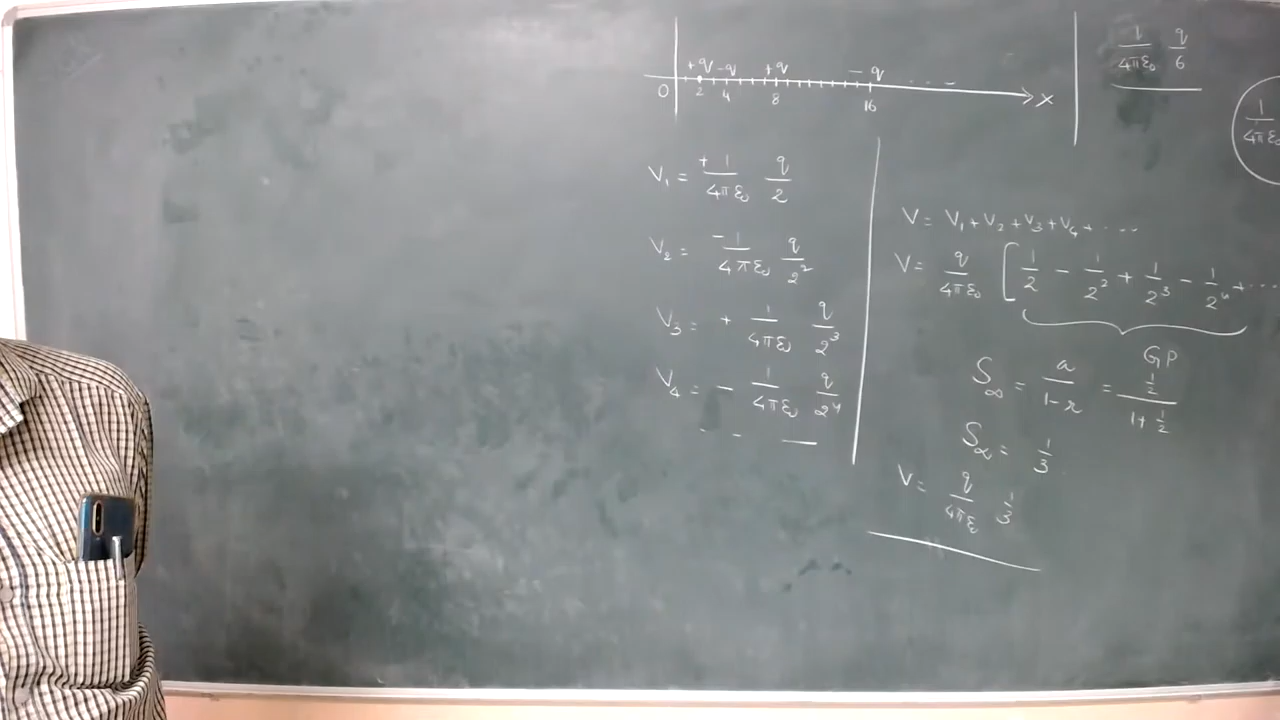 +q -q +q - q . . –
O 2 4 8 16 X
V₁ = + 1/4πε₀ q/2
V₂ = - 1/4πε₀ q/2²
V₃ = + 1/4πε₀ q/2³
V₄ = - 1/4πε₀ q/2⁴
V = V₁ + V₂ + V₃ + V₄ + . . . .
V = q/4πε₀ [ 1/2 - 1/2² + 1/2³ - 1/2⁴ + . . .
GP
S∞ = a/1-r = 1/2/1+1/2
S∞ = 1/3
V = q/4πε 1/3
1/4πε₀ q/6
1/4πε₀